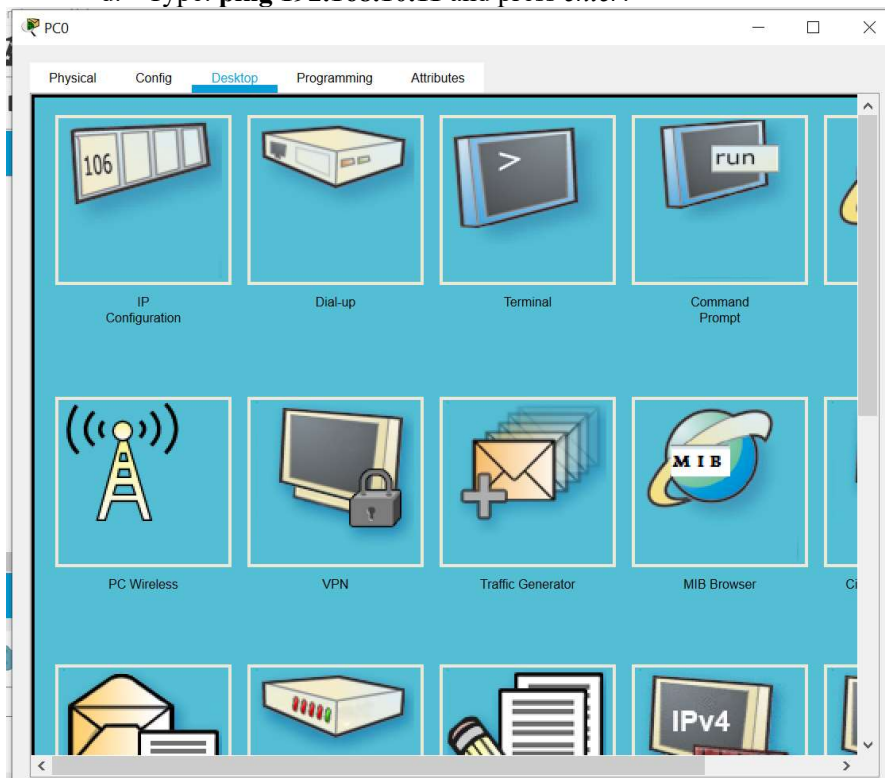 PC0
Physical Config Desktop Programming Attributes
106
>
run
IP
Configuration
Dial-up
Terminal
Command
Prompt
MIB
PC Wireless
VPN
Traffic Generator
MIB Browser
Ci
IPv4